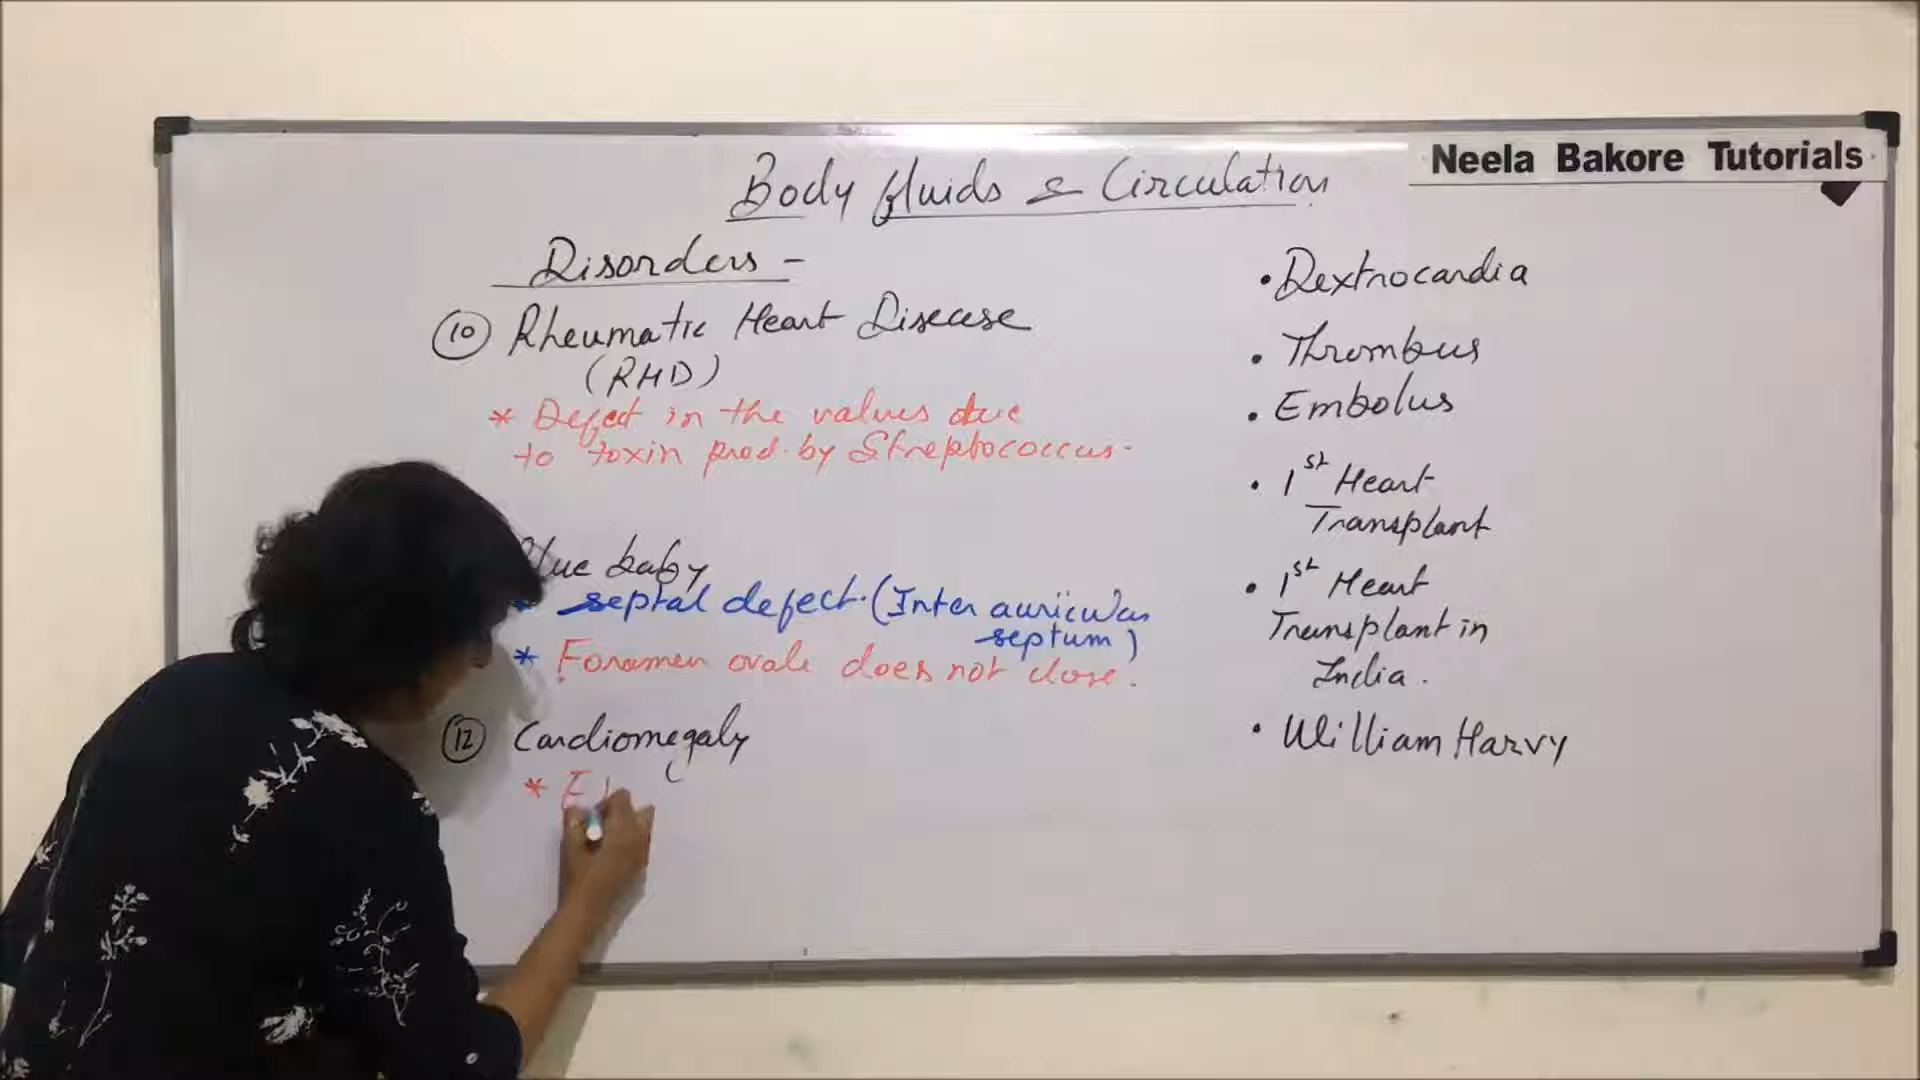 Neela Bakore Tutorials
Body fluids & Circulation
Disorders -
10 Rheumatic Heart Disease
(RHD)
* Defect in the valves due
to toxin prod. by Streptococcus.
baby
* septal defect. (Inter auricular
septum)
* Foramen ovale does not close.
12 Cardiomegaly
*
• Dextrocardia
• Thrombus
• Embolus
• 1st Heart
Transplant
• 1st Heart
Transplant in
India.
• William Harvy